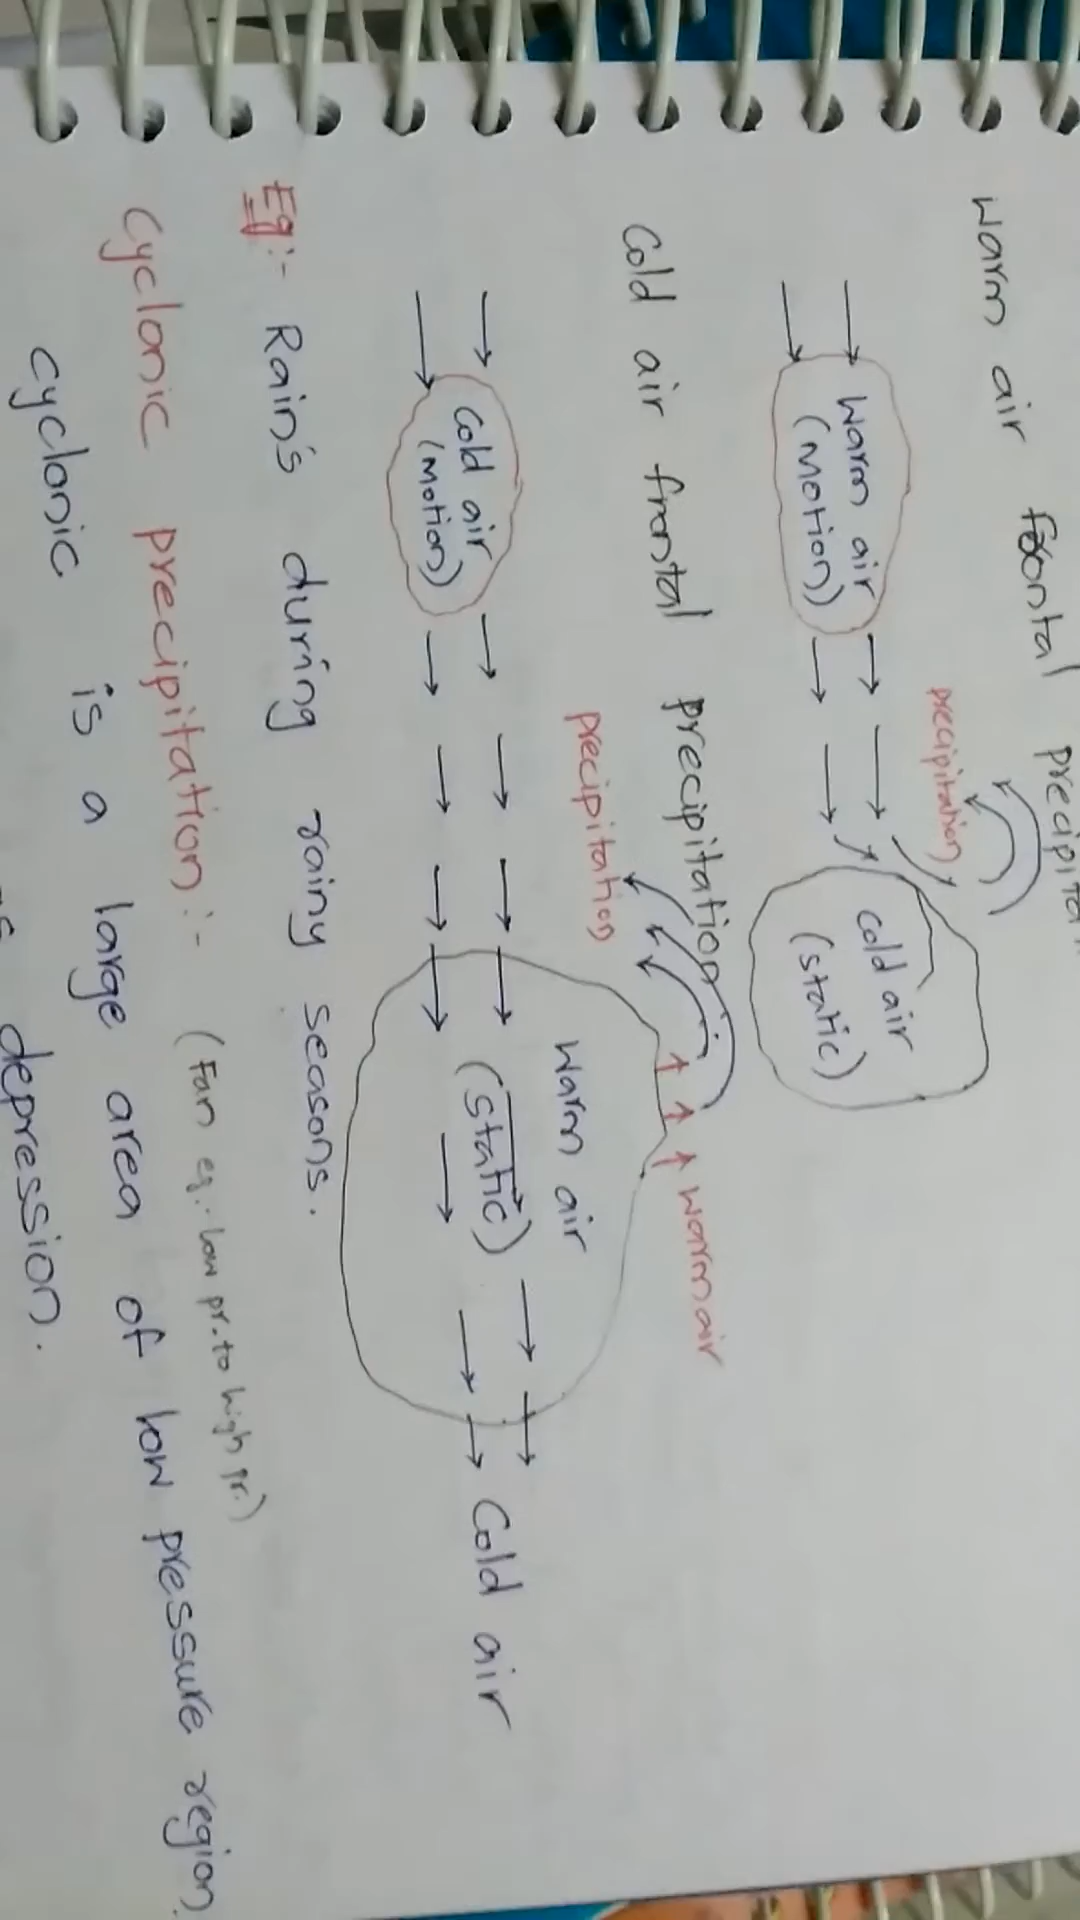 warm air frontal precipita
precipitation
Warm air
(Motion)
Cold air
(static)
Cold air frontal precipitation
precipitation
warm air
Cold air
(Motion)
warm air
(static)
Cold air
Eg:- Rain's during rainy seasons.
Cyclonic precipitation:- (Fan eg:- low pr. to high pr.)
Cyclonic is a large area of low pressure region
depression.